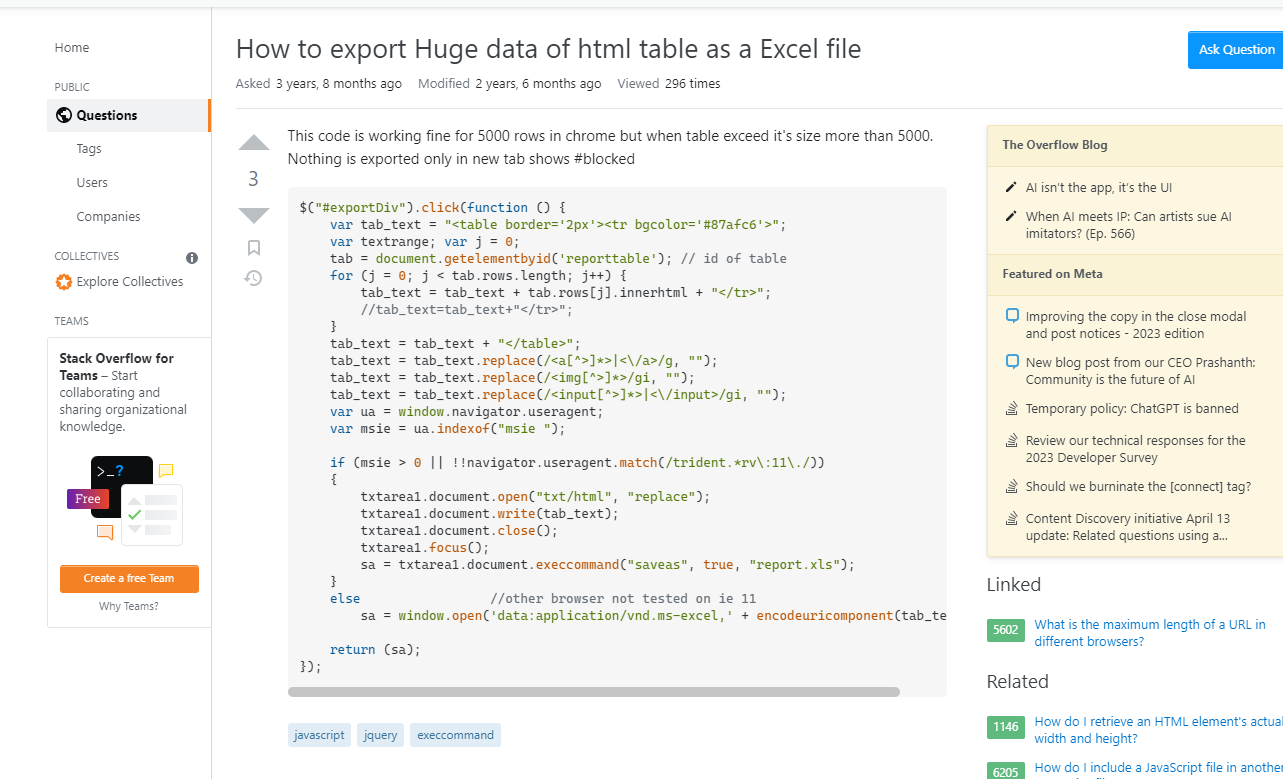 Home
PUBLIC
Questions
Tags
Users
Companies
COLLECTIVES
Explore Collectives
TEAMS
Stack Overflow for
Teams – Start
collaborating and
sharing organizational
knowledge.
>_?
Free
Create a free Team
Why Teams?
How to export Huge data of html table as a Excel file
Asked 3 years, 8 months ago Modified 2 years, 6 months ago Viewed 296 times
Ask Question
3
This code is working fine for 5000 rows in chrome but when table exceed it's size more than 5000.
Nothing is exported only in new tab shows #blocked
$("#exportDiv").click(function () {
    var tab_text = "<table border='2px'><tr bgcolor='#87afc6'>";
    var textrange; var j = 0;
    tab = document.getelementbyid('reporttable'); // id of table
    for (j = 0; j < tab.rows.length; j++) {
        tab_text = tab_text + tab.rows[j].innerhtml + "</tr>";
        //tab_text=tab_text+"</tr>";
    }
    tab_text = tab_text + "</table>";
    tab_text = tab_text.replace(/<a[^>]*>|<\/a>/g, "");
    tab_text = tab_text.replace(/<img[^>]*>/gi, "");
    tab_text = tab_text.replace(/<input[^>]*>|<\/input>/gi, "");
    var ua = window.navigator.useragent;
    var msie = ua.indexof("msie ");
    if (msie > 0 || !!navigator.useragent.match(/trident.*rv\:11\./))
    {
        txtarea1.document.open("txt/html", "replace");
        txtarea1.document.write(tab_text);
        txtarea1.document.close();
        txtarea1.focus();
        sa = txtarea1.document.execcommand("saveas", true, "report.xls");
    }
    else                 //other browser not tested on ie 11
        sa = window.open('data:application/vnd.ms-excel,' + encodeuricomponent(tab_te
    return (sa);
});
javascript jquery execcommand
The Overflow Blog
AI isn't the app, it's the UI
When AI meets IP: Can artists sue AI
imitators? (Ep. 566)
Featured on Meta
Improving the copy in the close modal
and post notices - 2023 edition
New blog post from our CEO Prashanth:
Community is the future of AI
Temporary policy: ChatGPT is banned
Review our technical responses for the
2023 Developer Survey
Should we burninate the [connect] tag?
Content Discovery initiative April 13
update: Related questions using a...
Linked
5602 What is the maximum length of a URL in
different browsers?
Related
1146 How do I retrieve an HTML element's actual
width and height?
6205 How do I include a JavaScript file in another